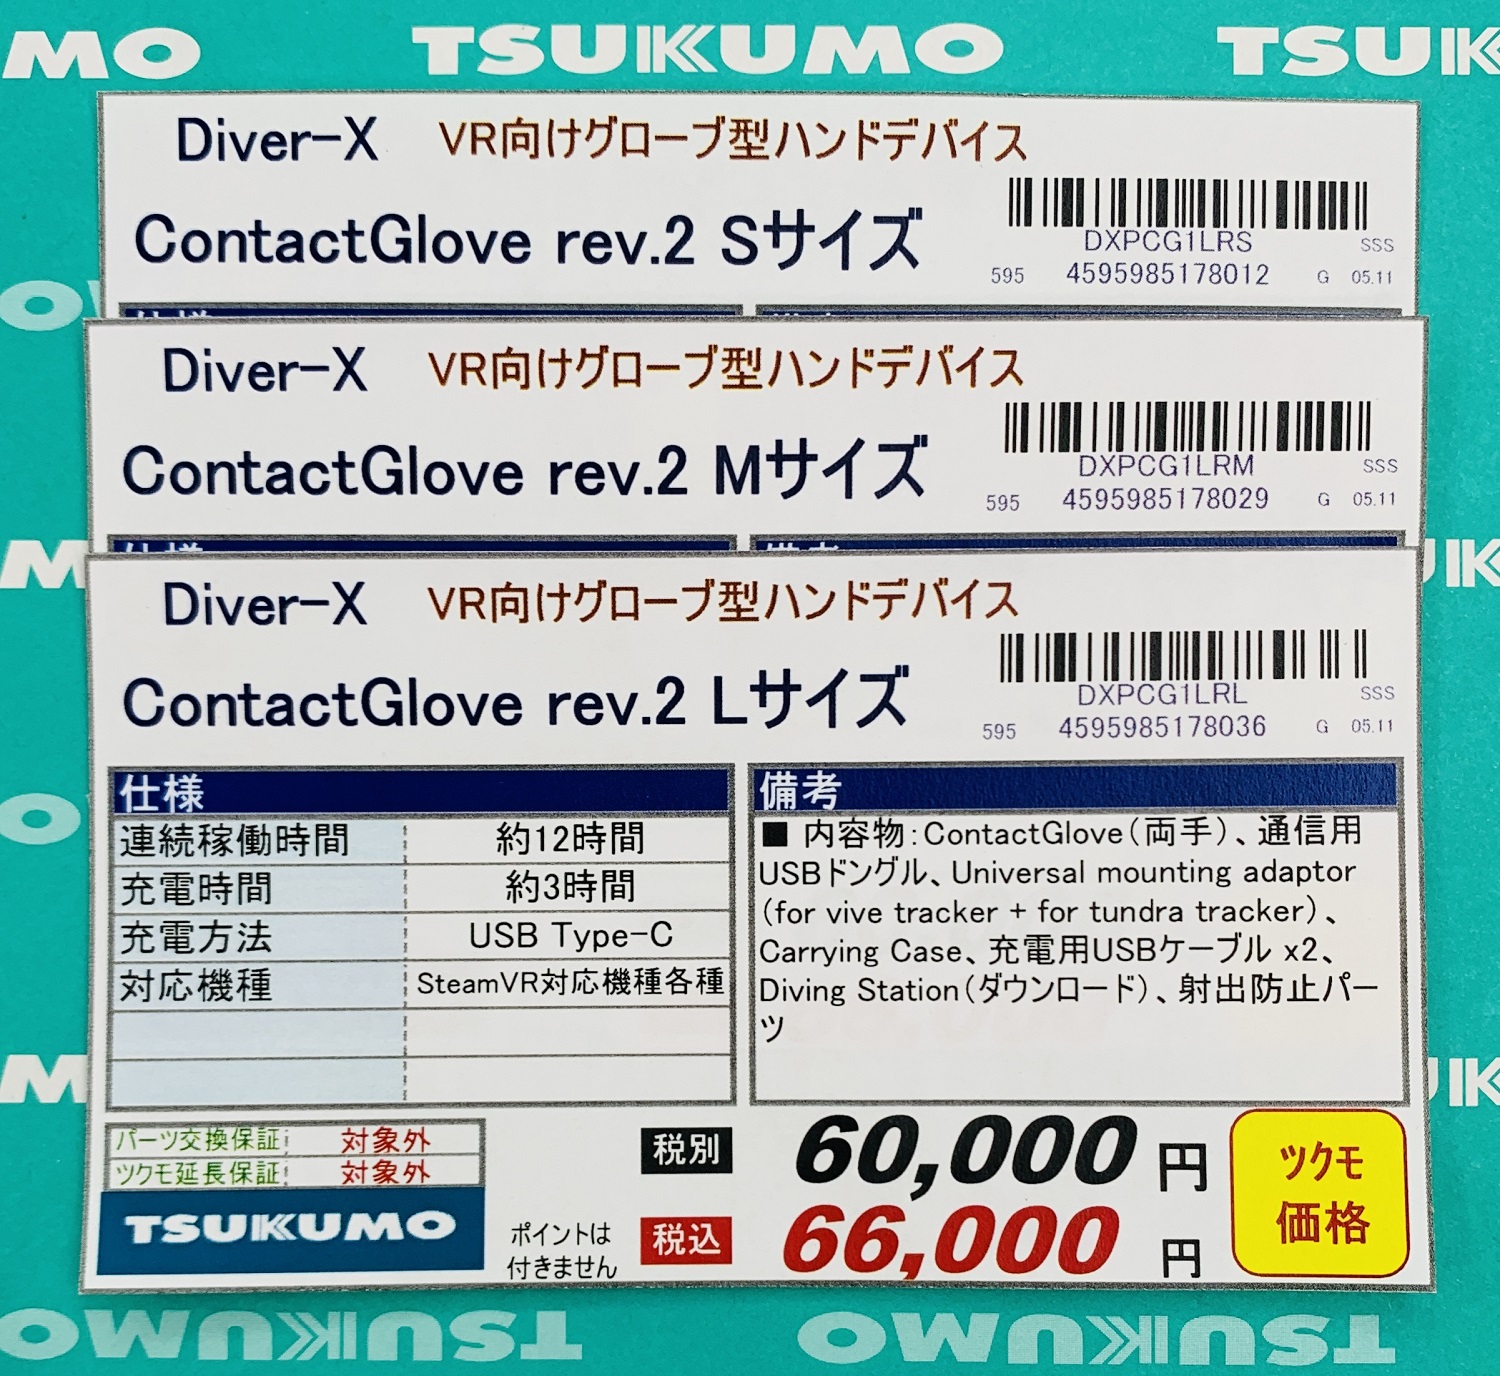 MO TSUKUMO TSUK
Diver-X VR向けグローブ型ハンドデバイス
ContactGlove rev.2 Sサイズ
DXPCG1LRS SSS
595 4595985178012 G 05.11
仕様
Diver-X VR向けグローブ型ハンドデバイス
ContactGlove rev.2 Mサイズ
DXPCG1LRM SSS
595 4595985178029 G 05.11
仕様 備考
Diver-X VR向けグローブ型ハンドデバイス
ContactGlove rev.2 Lサイズ
DXPCG1LRL SSS
595 4595985178036 G 05.11
仕様
連続稼働時間 約12時間
充電時間 約3時間
充電方法 USB Type-C
対応機種 SteamVR対応機種各種
備考
■ 内容物:ContactGlove(両手)、通信用
USBドングル、Universal mounting adaptor
(for vive tracker + for tundra tracker)、
Carrying Case、充電用USBケーブル x2、
Diving Station(ダウンロード)、射出防止パー
ツ
パーツ交換保証 対象外
ツクモ延長保証 対象外
TSUKUMO
ポイントは
付きません
税別 60,000 円
税込 66,000 円
ツクモ
価格
TSUKUMO TSUKUMO